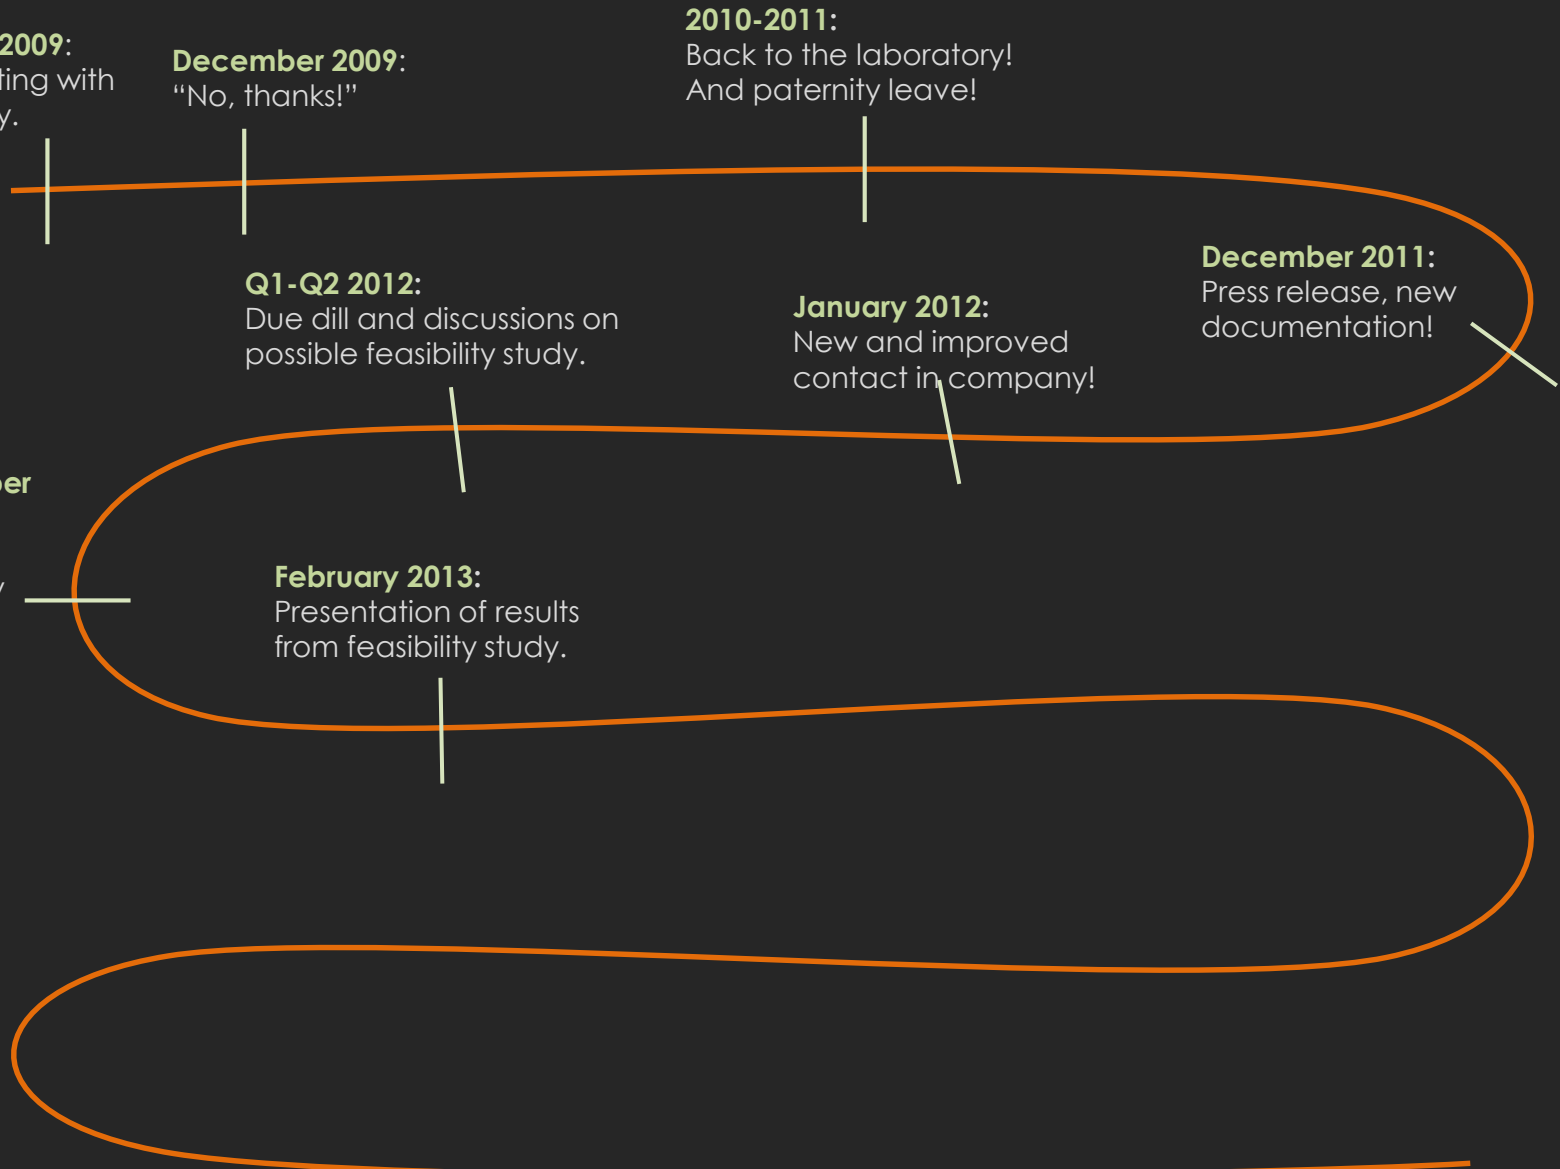 2009:
with
December 2009:
“No, thanks!”
2010-2011:
Back to the laboratory!
And paternity leave!
December 2011:
Press release, new
documentation!
January 2012:
New and improved
contact in company!
Q1-Q2 2012:
Due dill and discussions on
possible feasibility study.
February 2013:
Presentation of results
from feasibility study.